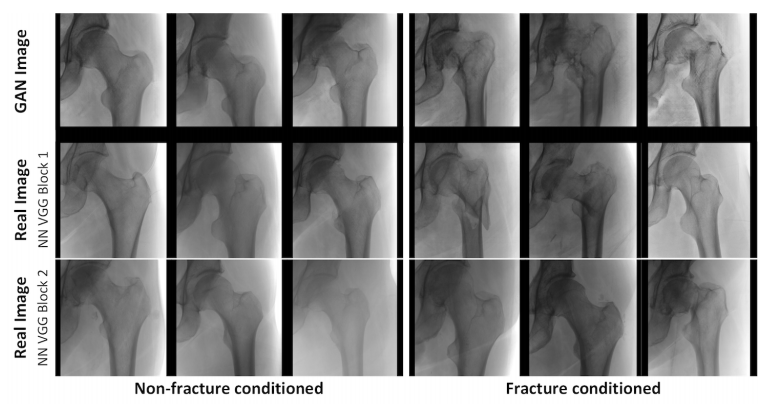 GAN Image
Real Image
NN VGG Block 1
Real Image
NN VGG Block 2
Non-fracture conditioned
Fracture conditioned